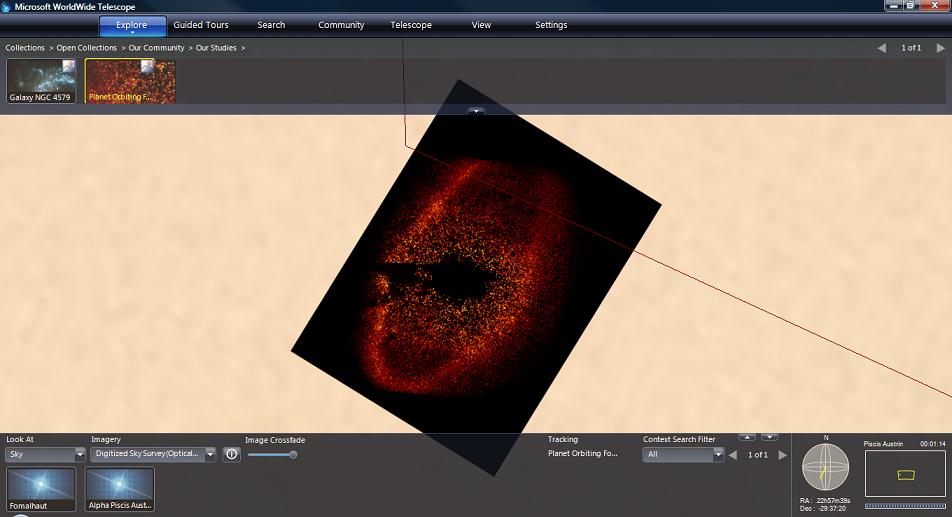 Microsoft WorldWide Telescope
Explore Guided Tours Search Community Telescope View Settings
Collections > Open Collections > Our Community > Our Studies >
1 of 1
Galaxy NGC 4579
Planet Orbiting F...
Look At
Sky
Imagery
Digitized Sky Survey(Optical...
Image Crossfade
Tracking
Planet Orbiting Fo...
Context Search Filter
All
1 of 1
Fomalhaut
Alpha Piscis Aust...
N
RA : 22h57m39s
Dec : -29:37:20
Piscis Austrin 00:01:14